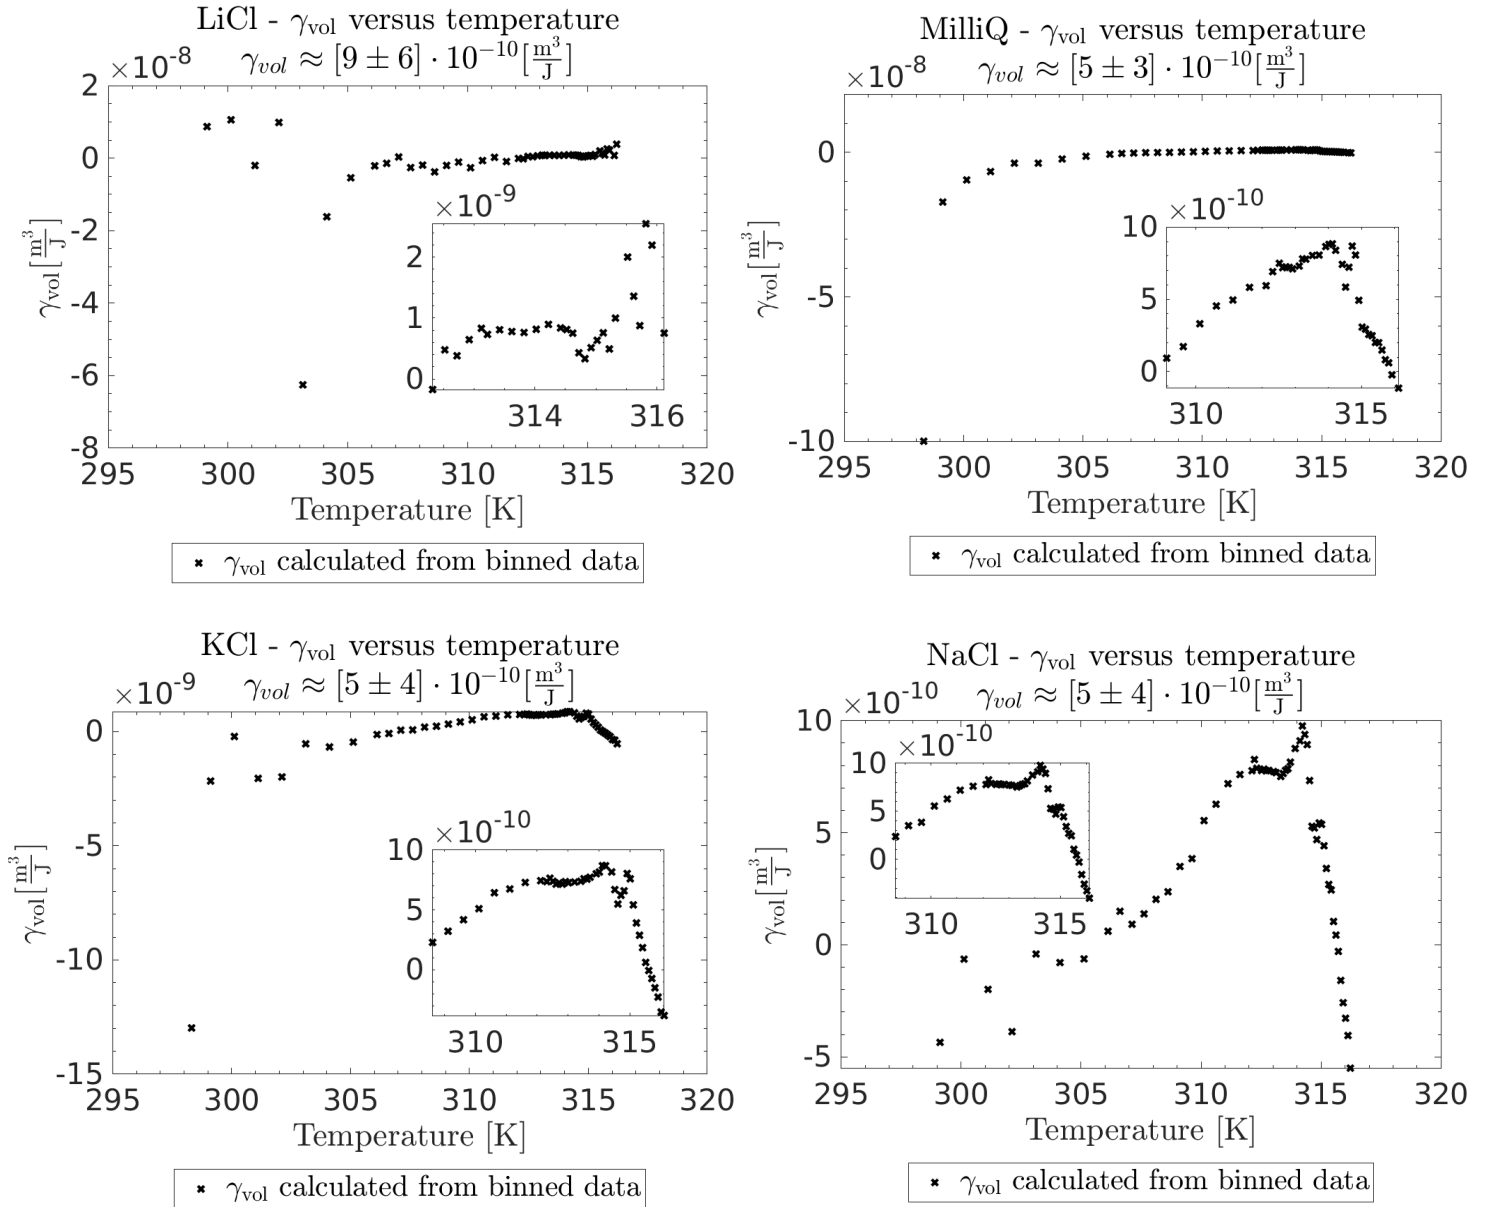 LiCl - γvol versus temperature
γvol ≈ [9 ± 6] · 10⁻¹⁰[m³/J]
×10⁻⁸
2
0
-2
-4
-6
-8
γvol[m³/J]
×10⁻⁹
2
1
0
314 316
295 300 305 310 315 320
Temperature [K]
γvol calculated from binned data
MilliQ - γvol versus temperature
γvol ≈ [5 ± 3] · 10⁻¹⁰[m³/J]
×10⁻⁸
0
-5
-10
γvol[m³/J]
×10⁻¹⁰
10
5
0
310 315
295 300 305 310 315 320
Temperature [K]
γvol calculated from binned data
KCl - γvol versus temperature
γvol ≈ [5 ± 4] · 10⁻¹⁰[m³/J]
×10⁻⁹
0
-5
-10
-15
γvol[m³/J]
×10⁻¹⁰
10
5
0
310 315
295 300 305 310 315 320
Temperature [K]
γvol calculated from binned data
NaCl - γvol versus temperature
γvol ≈ [5 ± 4] · 10⁻¹⁰[m³/J]
×10⁻¹⁰
10
5
0
-5
γvol[m³/J]
×10⁻¹⁰
10
5
0
310 315
295 300 305 310 315 320
Temperature [K]
γvol calculated from binned data